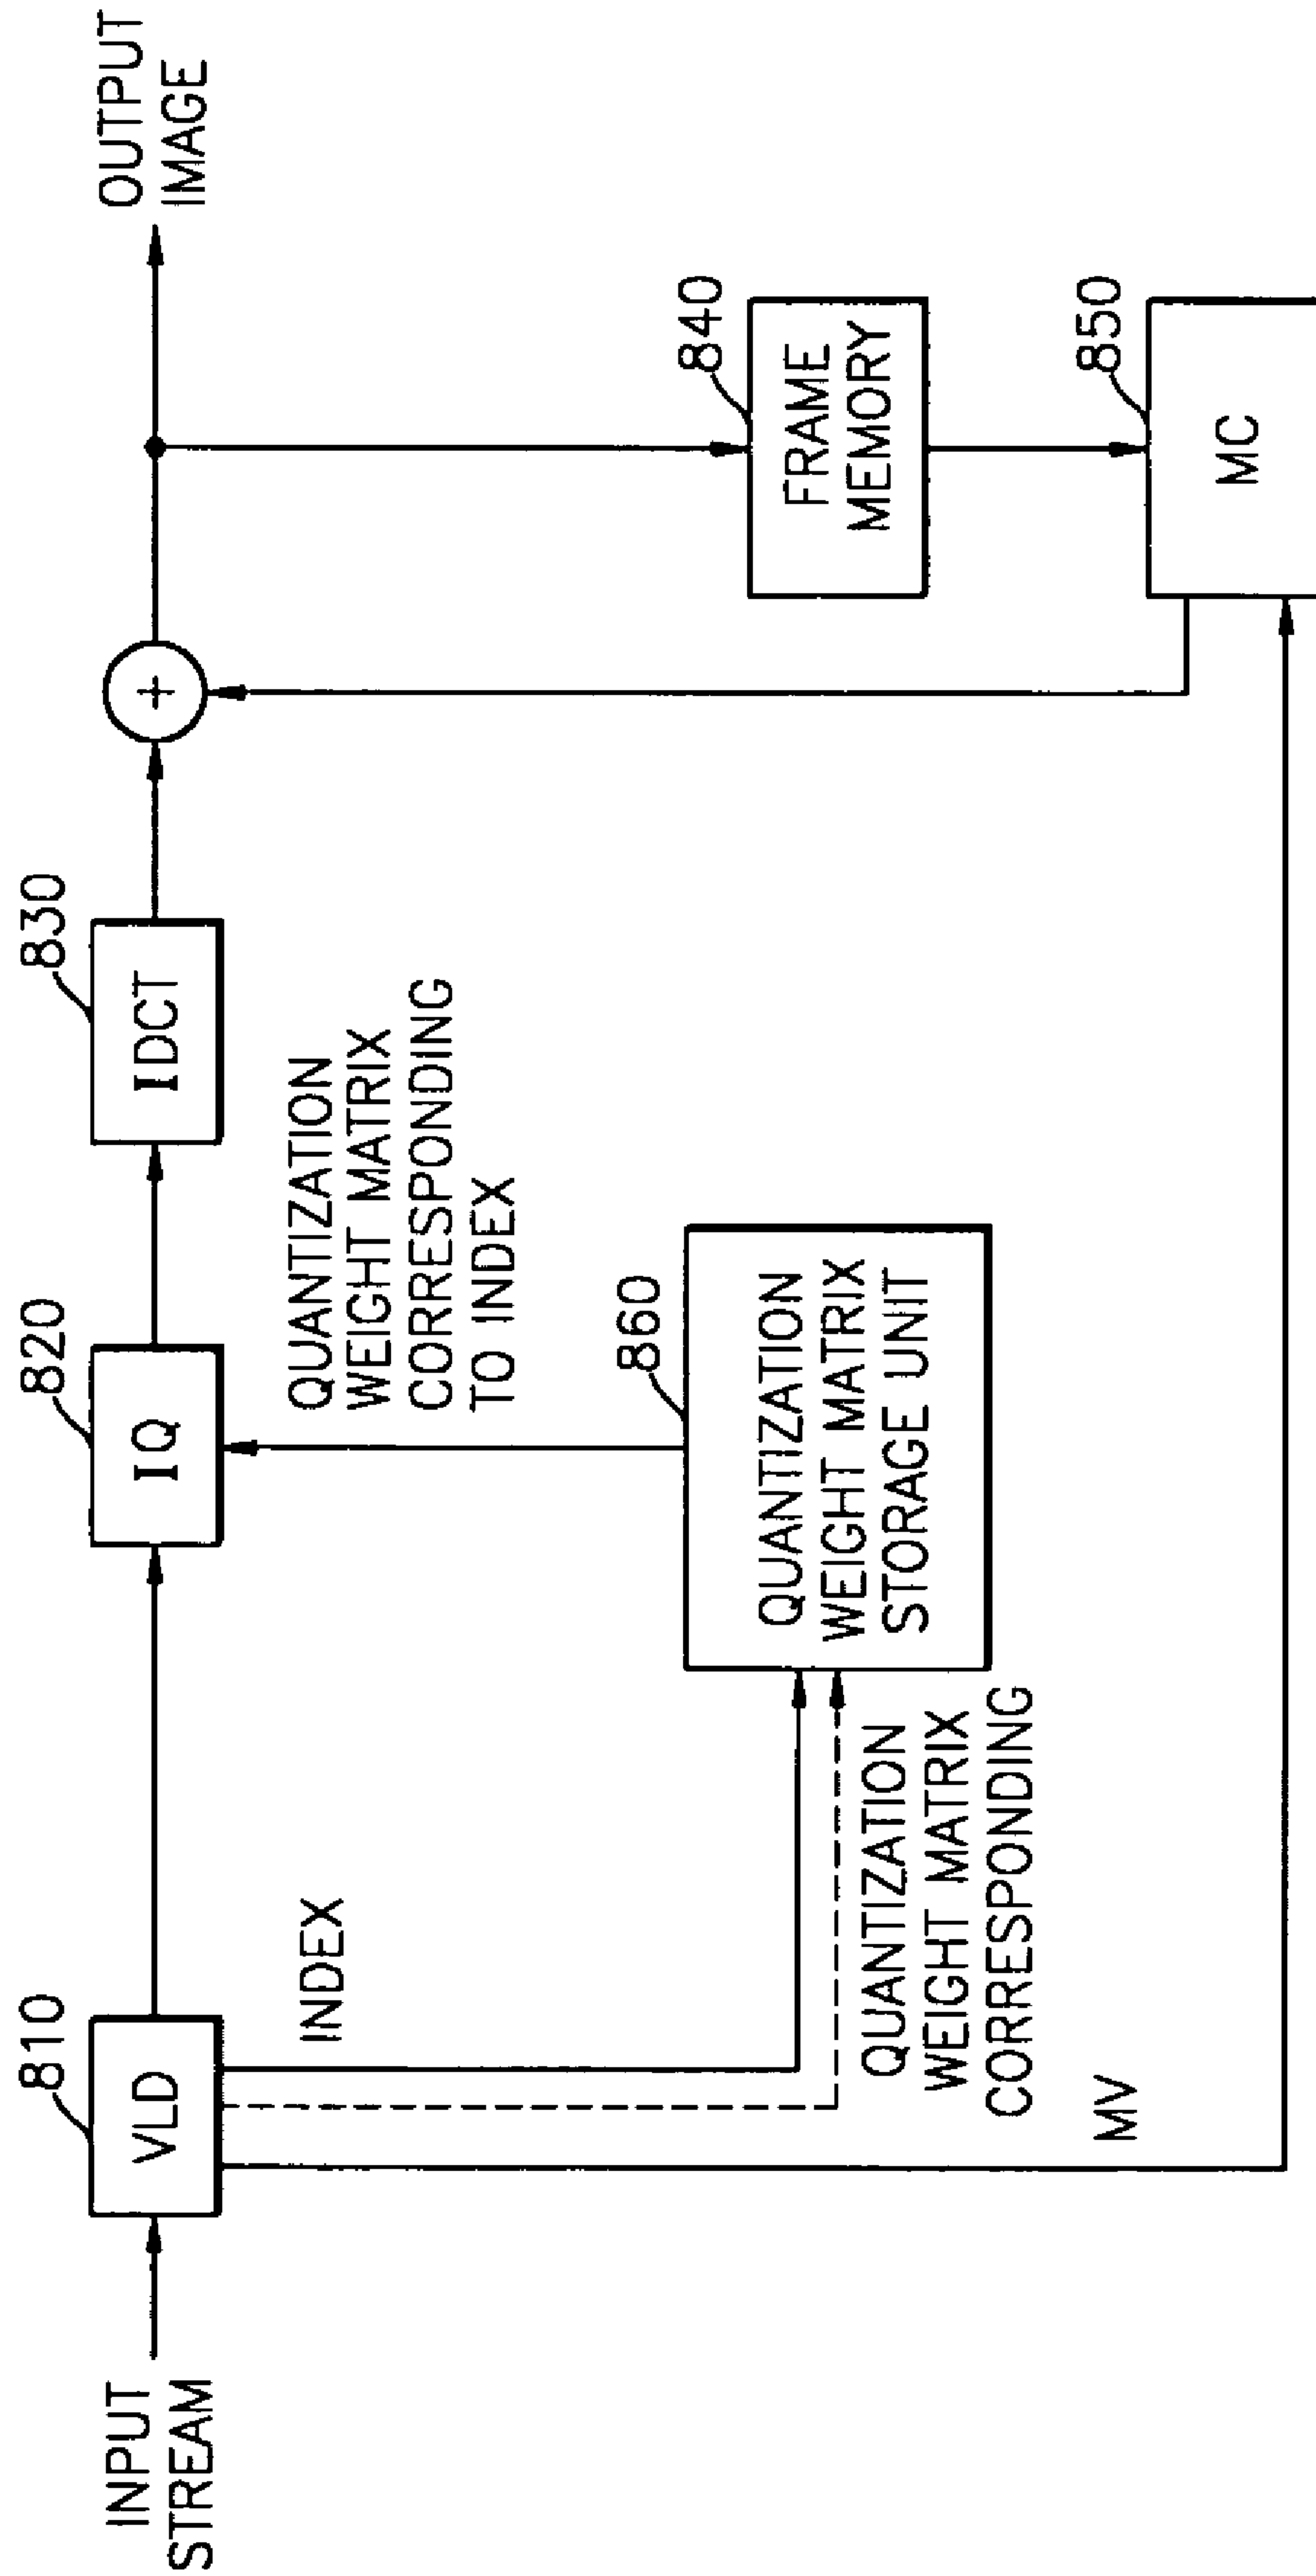 INPUT
STREAM
810
VLD
INDEX
820
IQ
QUANTIZATION
WEIGHT MATRIX
CORRESPONDING
TO INDEX
830
IDCT
+
OUTPUT
IMAGE
860
QUANTIZATION
WEIGHT MATRIX
STORAGE UNIT
QUANTIZATION
WEIGHT MATRIX
CORRESPONDING
840
FRAME
MEMORY
MV
850
MC